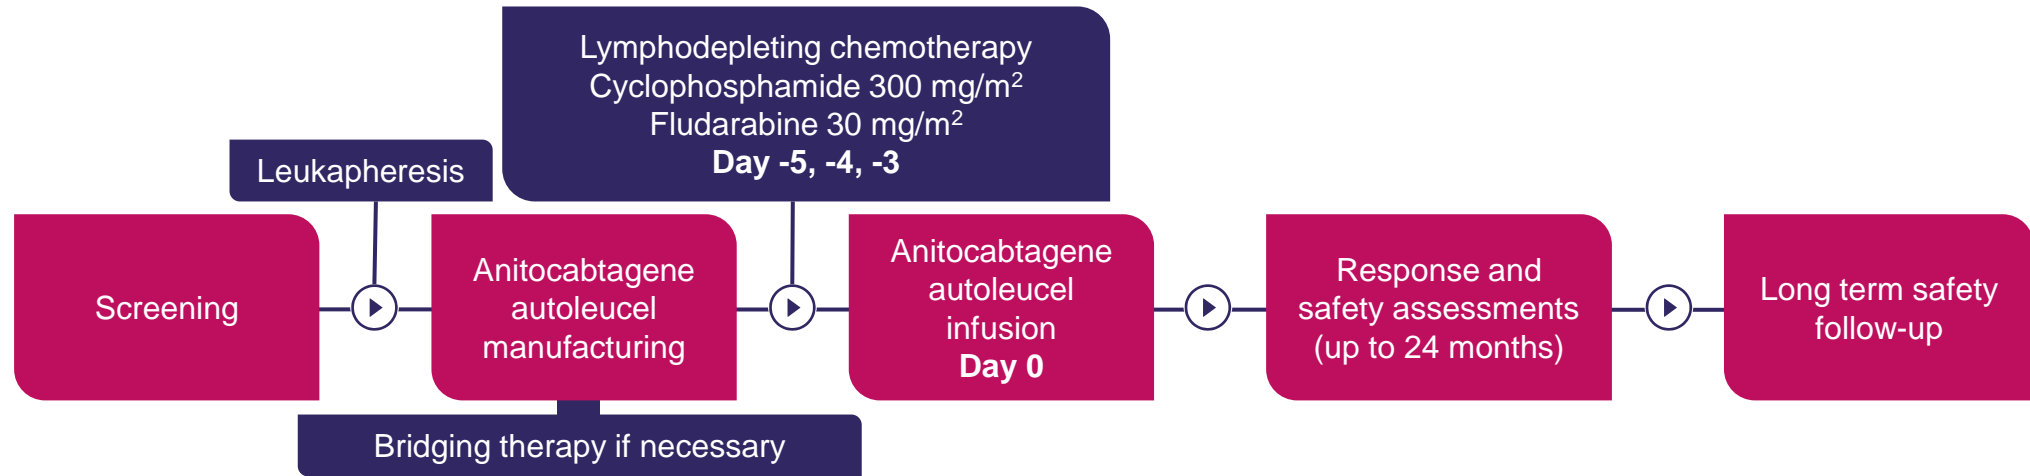 Lymphodepleting chemotherapy
Cyclophosphamide 300 mg/m²
Fludarabine 30 mg/m²
Day -5, -4, -3
Leukapheresis
Screening
Anitocabtagene
autoleucel
manufacturing
Anitocabtagene
autoleucel
infusion
Day 0
Response and
safety assessments
(up to 24 months)
Long term safety
follow-up
Bridging therapy if necessary